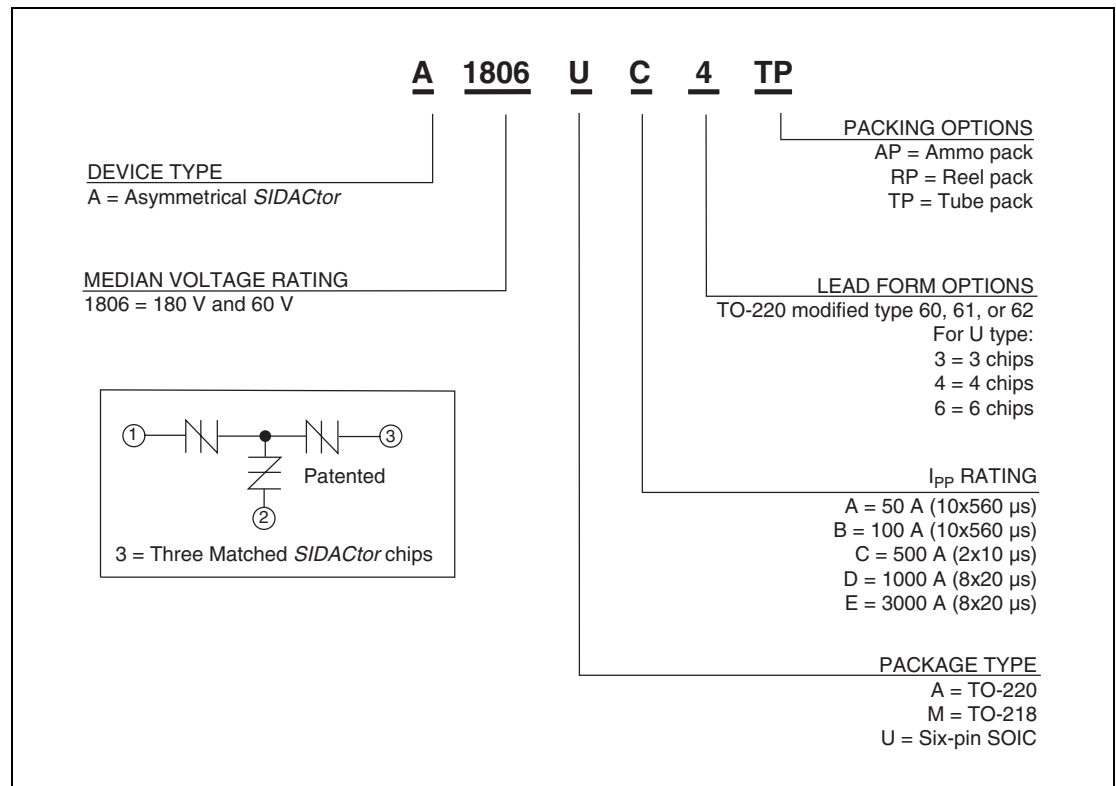 A 1806 U C 4 TP
DEVICE TYPE
A = Asymmetrical SIDACtor
MEDIAN VOLTAGE RATING
1806 = 180 V and 60 V
1
3
Patented
2
3 = Three Matched SIDACtor chips
PACKING OPTIONS
AP = Ammo pack
RP = Reel pack
TP = Tube pack
LEAD FORM OPTIONS
TO-220 modified type 60, 61, or 62
For U type:
3 = 3 chips
4 = 4 chips
6 = 6 chips
IPP RATING
A = 50 A (10x560 µs)
B = 100 A (10x560 µs)
C = 500 A (2x10 µs)
D = 1000 A (8x20 µs)
E = 3000 A (8x20 µs)
PACKAGE TYPE
A = TO-220
M = TO-218
U = Six-pin SOIC